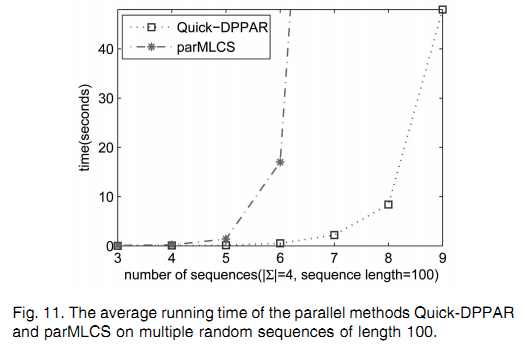 Quick-DPPAR
parMLCS
time(seconds)
40
30
20
10
0
3 4 5 6 7 8 9
number of sequences(|Σ|=4, sequence length=100)
Fig. 11. The average running time of the parallel methods Quick-DPPAR
and parMLCS on multiple random sequences of length 100.